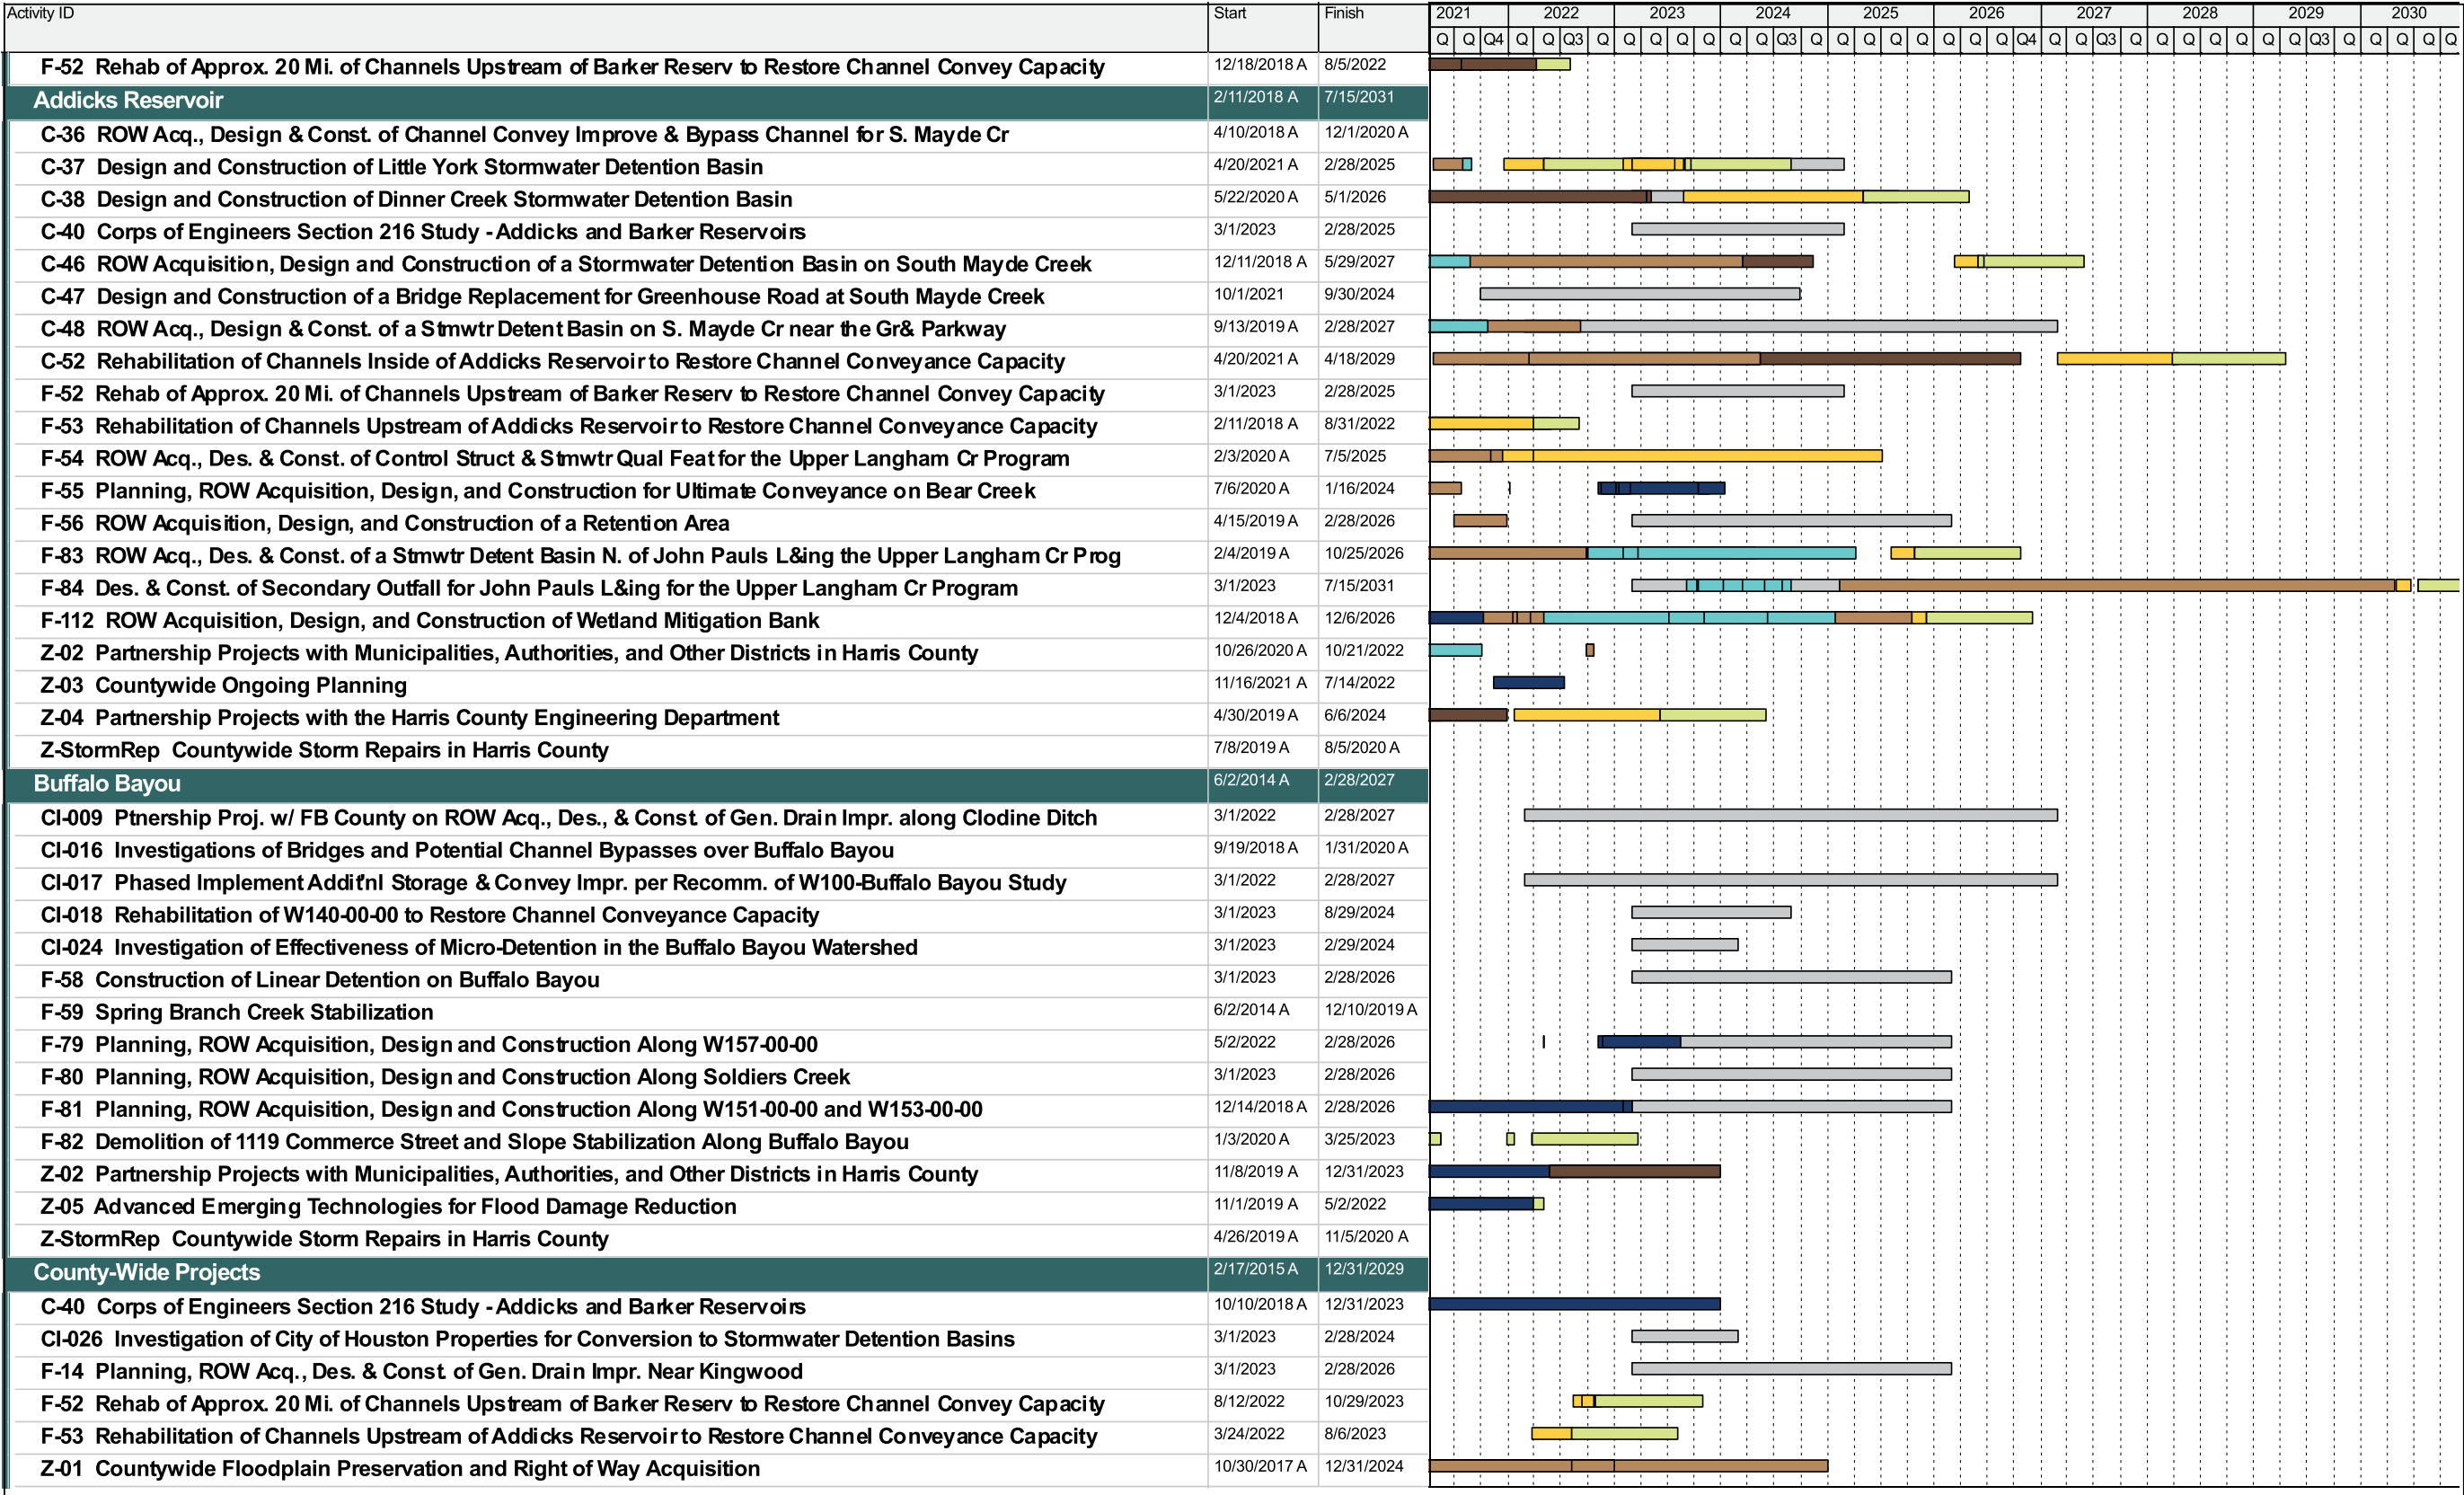 Activity ID Start Finish 2021 2022 2023 2024 2025 2026 2027 2028 2029 2030
Q Q Q4 Q Q Q3 Q Q Q Q Q Q Q Q3 Q Q Q Q Q Q Q Q Q4 Q Q Q3 Q Q Q Q Q Q Q Q3 Q Q Q Q Q
F-52 Rehab of Approx. 20 Mi. of Channels Upstream of Barker Reserv to Restore Channel Convey Capacity 12/18/2018 A 8/5/2022
Addicks Reservoir 2/11/2018 A 7/15/2031
C-36 ROW Acq., Design & Const. of Channel Convey Improve & Bypass Channel for S. Mayde Cr 4/10/2018 A 12/1/2020 A
C-37 Design and Construction of Little York Stormwater Detention Basin 4/20/2021 A 2/28/2025
C-38 Design and Construction of Dinner Creek Stormwater Detention Basin 5/22/2020 A 5/1/2026
C-40 Corps of Engineers Section 216 Study - Addicks and Barker Reservoirs 3/1/2023 2/28/2025
C-46 ROW Acquisition, Design and Construction of a Stormwater Detention Basin on South Mayde Creek 12/11/2018 A 5/29/2027
C-47 Design and Construction of a Bridge Replacement for Greenhouse Road at South Mayde Creek 10/1/2021 9/30/2024
C-48 ROW Acq., Design & Const. of a Stmwtr Detent Basin on S. Mayde Cr near the Gr& Parkway 9/13/2019 A 2/28/2027
C-52 Rehabilitation of Channels Inside of Addicks Reservoir to Restore Channel Conveyance Capacity 4/20/2021 A 4/18/2029
F-52 Rehab of Approx. 20 Mi. of Channels Upstream of Barker Reserv to Restore Channel Convey Capacity 3/1/2023 2/28/2025
F-53 Rehabilitation of Channels Upstream of Addicks Reservoir to Restore Channel Conveyance Capacity 2/11/2018 A 8/31/2022
F-54 ROW Acq., Des. & Const. of Control Struct & Stmwtr Qual Feat for the Upper Langham Cr Program 2/3/2020 A 7/5/2025
F-55 Planning, ROW Acquisition, Design, and Construction for Ultimate Conveyance on Bear Creek 7/6/2020 A 1/16/2024
F-56 ROW Acquisition, Design, and Construction of a Retention Area 4/15/2019 A 2/28/2026
F-83 ROW Acq., Des. & Const. of a Stmwtr Detent Basin N. of John Pauls L&ing the Upper Langham Cr Prog 2/4/2019 A 10/25/2026
F-84 Des. & Const. of Secondary Outfall for John Pauls L&ing for the Upper Langham Cr Program 3/1/2023 7/15/2031
F-112 ROW Acquisition, Design, and Construction of Wetland Mitigation Bank 12/4/2018 A 12/6/2026
Z-02 Partnership Projects with Municipalities, Authorities, and Other Districts in Harris County 10/26/2020 A 10/21/2022
Z-03 Countywide Ongoing Planning 11/16/2021 A 7/14/2022
Z-04 Partnership Projects with the Harris County Engineering Department 4/30/2019 A 6/6/2024
Z-StormRep Countywide Storm Repairs in Harris County 7/8/2019 A 8/5/2020 A
Buffalo Bayou 6/2/2014 A 2/28/2027
CI-009 Ptnership Proj. w/ FB County on ROW Acq., Des., & Const. of Gen. Drain Impr. along Clodine Ditch 3/1/2022 2/28/2027
CI-016 Investigations of Bridges and Potential Channel Bypasses over Buffalo Bayou 9/19/2018 A 1/31/2020 A
CI-017 Phased Implement Addit'nl Storage & Convey Impr. per Recomm. of W100-Buffalo Bayou Study 3/1/2022 2/28/2027
CI-018 Rehabilitation of W140-00-00 to Restore Channel Conveyance Capacity 3/1/2023 8/29/2024
CI-024 Investigation of Effectiveness of Micro-Detention in the Buffalo Bayou Watershed 3/1/2023 2/29/2024
F-58 Construction of Linear Detention on Buffalo Bayou 3/1/2023 2/28/2026
F-59 Spring Branch Creek Stabilization 6/2/2014 A 12/10/2019 A
F-79 Planning, ROW Acquisition, Design and Construction Along W157-00-00 5/2/2022 2/28/2026
F-80 Planning, ROW Acquisition, Design and Construction Along Soldiers Creek 3/1/2023 2/28/2026
F-81 Planning, ROW Acquisition, Design and Construction Along W151-00-00 and W153-00-00 12/14/2018 A 2/28/2026
F-82 Demolition of 1119 Commerce Street and Slope Stabilization Along Buffalo Bayou 1/3/2020 A 3/25/2023
Z-02 Partnership Projects with Municipalities, Authorities, and Other Districts in Harris County 11/8/2019 A 12/31/2023
Z-05 Advanced Emerging Technologies for Flood Damage Reduction 11/1/2019 A 5/2/2022
Z-StormRep Countywide Storm Repairs in Harris County 4/26/2019 A 11/5/2020 A
County-Wide Projects 2/17/2015 A 12/31/2029
C-40 Corps of Engineers Section 216 Study - Addicks and Barker Reservoirs 10/10/2018 A 12/31/2023
CI-026 Investigation of City of Houston Properties for Conversion to Stormwater Detention Basins 3/1/2023 2/28/2024
F-14 Planning, ROW Acq., Des. & Const. of Gen. Drain Impr. Near Kingwood 3/1/2023 2/28/2026
F-52 Rehab of Approx. 20 Mi. of Channels Upstream of Barker Reserv to Restore Channel Convey Capacity 8/12/2022 10/29/2023
F-53 Rehabilitation of Channels Upstream of Addicks Reservoir to Restore Channel Conveyance Capacity 3/24/2022 8/6/2023
Z-01 Countywide Floodplain Preservation and Right of Way Acquisition 10/30/2017 A 12/31/2024